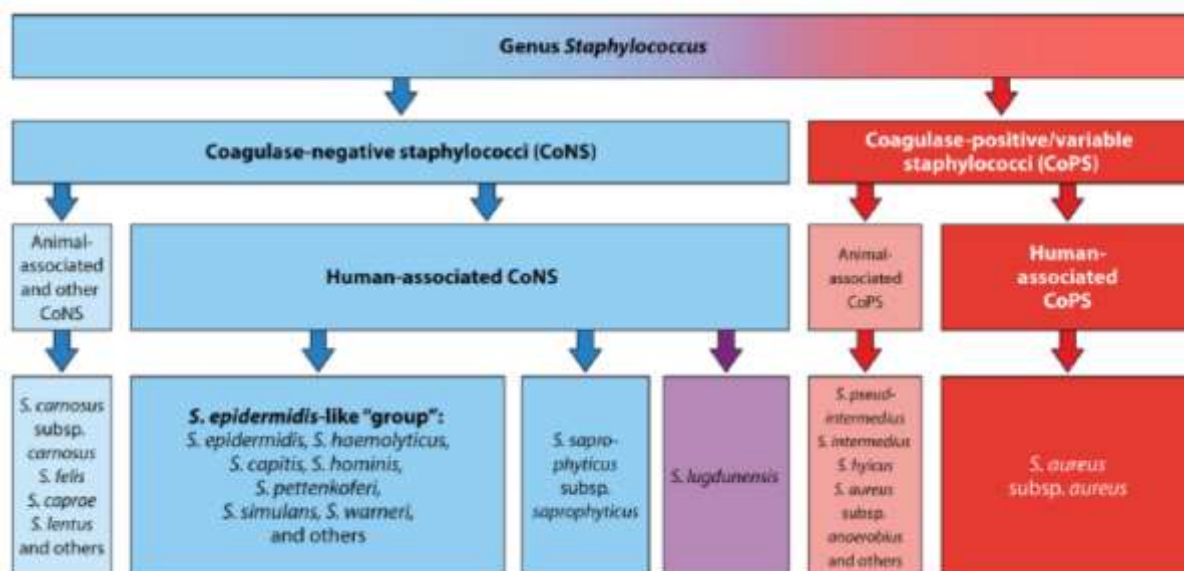 Genus Staphylococcus
Coagulase-negative staphylococci (CoNS)
Coagulase-positive/variable
staphylococci (CoPS)
Animal-
associated
and other
CoNS
Human-associated CoNS
Animal-
associated
CoPS
Human-
associated
CoPS
S. carnosus
subsp.
carnosus
S. felis
S. caprae
S. lentus
and others
S. epidermidis-like "group":
S. epidermidis, S. haemolyticus,
S. capitis, S. hominis,
S. pettenkoferi,
S. simulans, S. warneri,
and others
S. sapro-
phyticus
subsp.
saprophyticus
S. lugdunensis
S. pseud-
intermedius
S. intermedius
S. hyicus
S. aureus
subsp.
anaerobius
and others
S. aureus
subsp. aureus